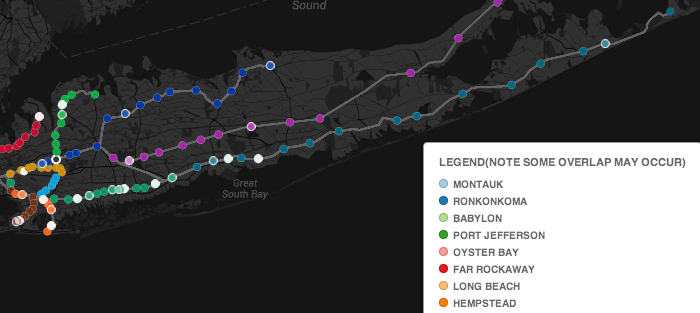 Sound
Great
South Bay
LEGEND(NOTE SOME OVERLAP MAY OCCUR)
MONTAUK
RONKONKOMA
BABYLON
PORT JEFFERSON
OYSTER BAY
FAR ROCKAWAY
LONG BEACH
HEMPSTEAD